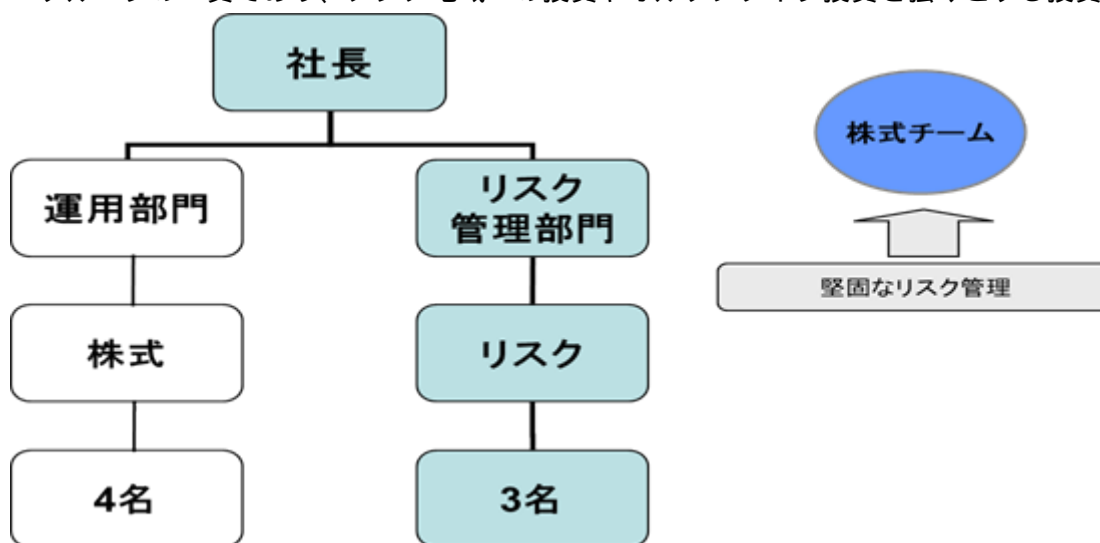 社長
運用部門
リスク
管理部門
株式
リスク
4名
3名
株式チーム
堅固なリスク管理